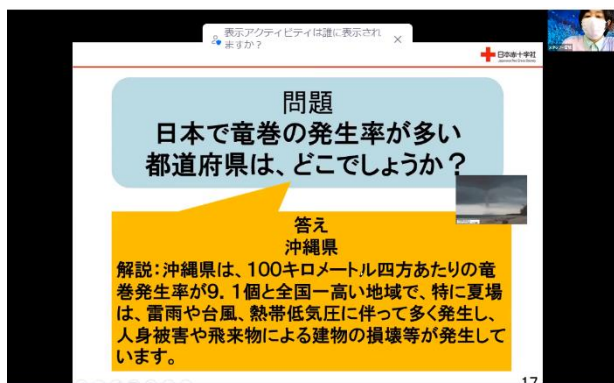 表示アクティビティは誰に表示され
ますか？
日本赤十字社
問題
日本で竜巻の発生率が多い
都道府県は、どこでしょうか？
答え
沖縄県
解説：沖縄県は、100キロメートル四方あたりの竜
巻発生率が9．1個と全国一高い地域で、特に夏場
は、雷雨や台風、熱帯低気圧に伴って多く発生し、
人身被害や飛来物による建物の損壊等が発生して
います。
17